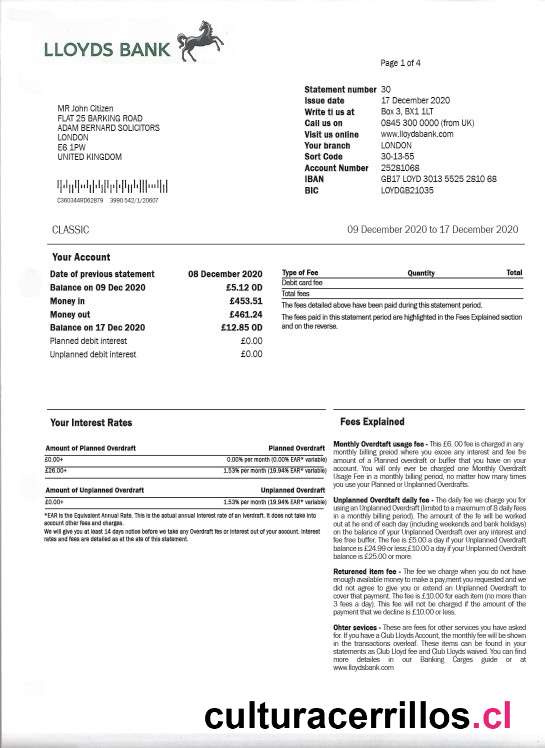 LLOYDS BANK
Page 1 of 4
Statement number 30
Issue date 17 December 2020
Write ti us at Box 3, BX1 1LT
Call us on 0845 300 0000 (from UK)
Visit us online www.lloydsbank.com
Your branch LONDON
Sort Code 30-13-55
Account Number 25281068
IBAN GB17 LOYD 3013 5525 2810 68
BIC LOYDGB21035
MR John Citizen
FLAT 25 BARKING ROAD
ADAM BERNARD SOLICITORS
LONDON
E6 1PW
UNITED KINGDOM
C360344RD62879 3990 542/1/20607
CLASSIC
09 December 2020 to 17 December 2020
Your Account
Date of previous statement 08 December 2020
Balance on 09 Dec 2020 £5.12 OD
Money in £453.51
Money out £461.24
Balance on 17 Dec 2020 £12.85 OD
Planned debit interest £0.00
Unplanned debit interest £0.00
Type of Fee Quantity Total
Debit card fee
Total fees
The fees detailed above have been paid during this statement period.
The fees paid in this statement period are highlighted in the Fees Explained section
and on the reverse.
Your Interest Rates
Amount of Planned Overdraft Planned Overdraft
£0.00+ 0.00% per month (0.00% EAR* variable)
£26.00+ 1.53% per month (19.94% EAR* variable)
Amount of Unplanned Overdraft Unplanned Overdraft
£0.00+ 1.53% per month (19.94% EAR* variable)
*EAR is the Equivalent Annual Rate. This is the actual annual interest rate of an Iverdraft. It does not take into
account other fees and charges.
We will give you at least 14 days notice before we take any Overdraft fes or interest out of your account. Interest
rates and fees are detailed as at the ate of this statement.
Fees Explained
Monthly Overdtaft usage fee - This £6. 00 fee is charged in any
monthly billing preiod where you excee any interest and fee fre
amount of a Planned overdraft or buffer that you have on your
account. You will only ever be charged one Monthly Overdraft
Usage Fee in a monthly billing period, no matter how many times
you use your Planned or Unplanned Overdrafts.
Unplanned Overdtaft daily fee - The daily fee we charge you for
using an Unplanned Overdraft (limited to a maximum of 8 daily fees
in a monthly billing period). The amount of the fe will be worked
out at he end of each day (including weekends and bank holidays)
on the balance of your Unplanned Overdraft over any interest and
fee free buffer. The fee is £5.00 a day if your Unplanned Overdraft
balance is £24.99 or less;£10.00 a day if your Unplanned Overdraft
balance is £25.00 or more.
Returened item fee - The fee we charge when you do not have
enough available money to make a pay,ment you requested and we
did not agree to give you or extend an Unplanned Overdraft to
cover that payment. The fee is £10.00 for each item (no more than
3 fees a day). This fee will not be charged if the amount of the
payment that we decline is £10.00 or less.
Ohter sevices - These are fees for other services you have asked
for. If you have a Club Lloyds Account, the monthly fee will be shown
in the transactions overleaf. These items can be found in your
statements as Club Lloyd fee and Club Lloyds waived. You can find
more detailes in our Banking Carges guide or at
www.lloydsbank.com
culturacerrillos.cl